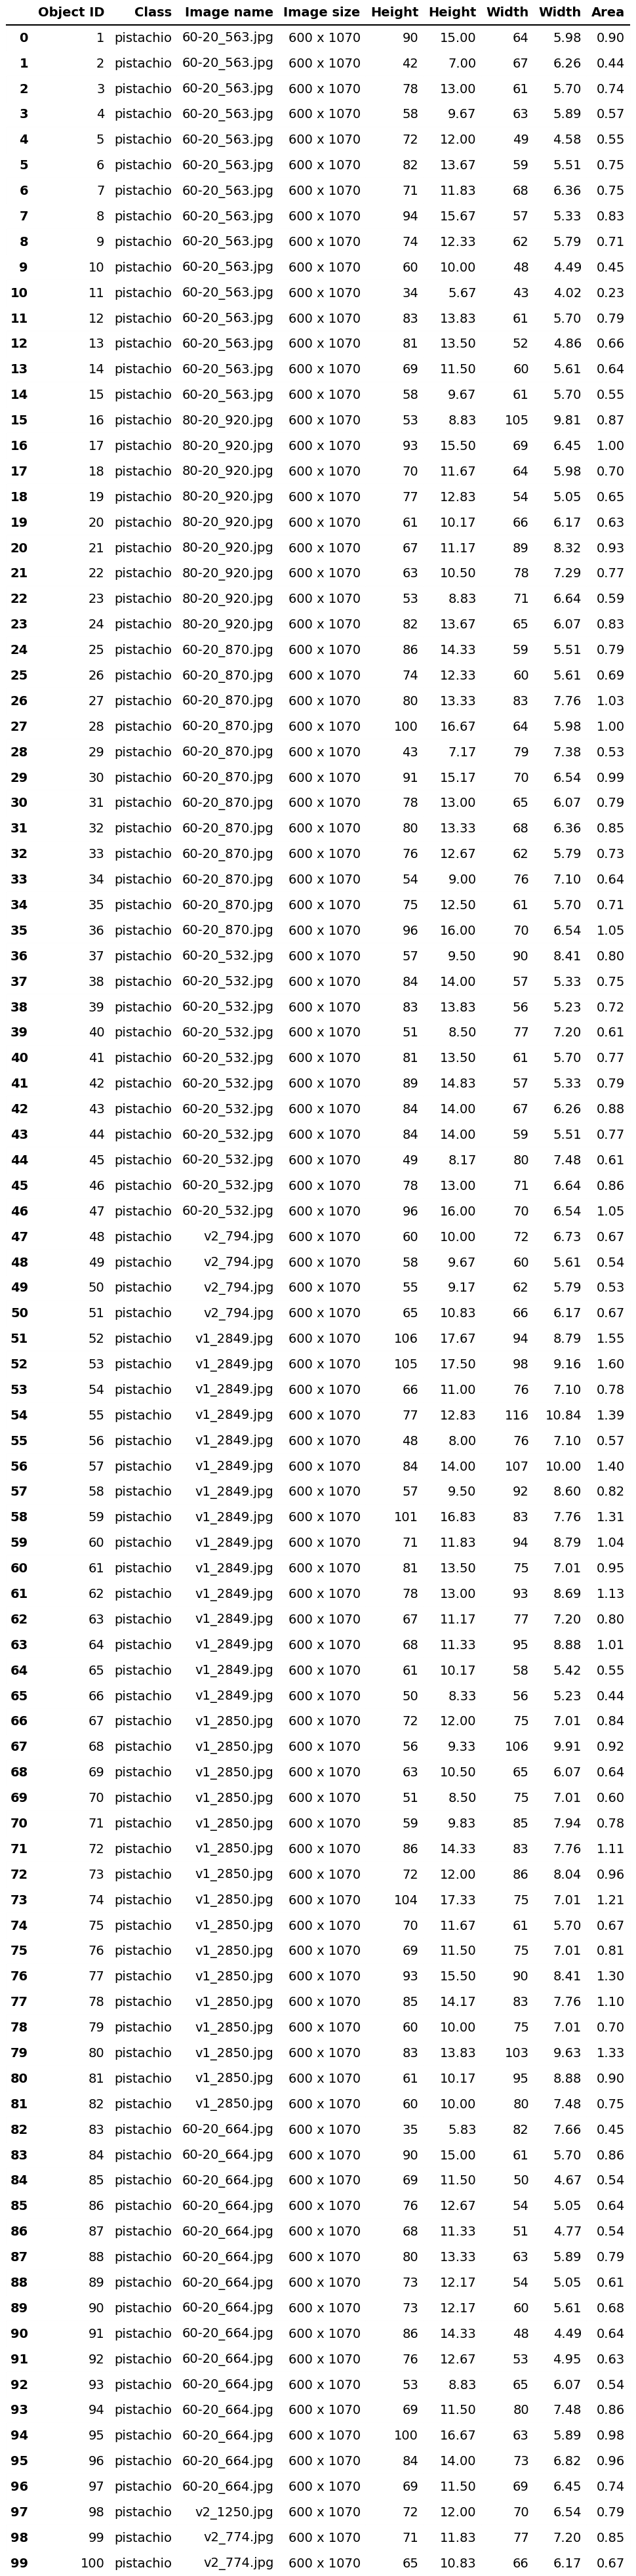 Object ID Class Image name Image size Height Height Width Width Area
0 1 pistachio 60-20_563.jpg 600 x 1070 90 15.00 64 5.98 0.90
1 2 pistachio 60-20_563.jpg 600 x 1070 42 7.00 67 6.26 0.44
2 3 pistachio 60-20_563.jpg 600 x 1070 78 13.00 61 5.70 0.74
3 4 pistachio 60-20_563.jpg 600 x 1070 58 9.67 63 5.89 0.57
4 5 pistachio 60-20_563.jpg 600 x 1070 72 12.00 49 4.58 0.55
5 6 pistachio 60-20_563.jpg 600 x 1070 82 13.67 59 5.51 0.75
6 7 pistachio 60-20_563.jpg 600 x 1070 71 11.83 68 6.36 0.75
7 8 pistachio 60-20_563.jpg 600 x 1070 94 15.67 57 5.33 0.83
8 9 pistachio 60-20_563.jpg 600 x 1070 74 12.33 62 5.79 0.71
9 10 pistachio 60-20_563.jpg 600 x 1070 60 10.00 48 4.49 0.45
10 11 pistachio 60-20_563.jpg 600 x 1070 34 5.67 43 4.02 0.23
11 12 pistachio 60-20_563.jpg 600 x 1070 83 13.83 61 5.70 0.79
12 13 pistachio 60-20_563.jpg 600 x 1070 81 13.50 52 4.86 0.66
13 14 pistachio 60-20_563.jpg 600 x 1070 69 11.50 60 5.61 0.64
14 15 pistachio 60-20_563.jpg 600 x 1070 58 9.67 61 5.70 0.55
15 16 pistachio 80-20_920.jpg 600 x 1070 53 8.83 105 9.81 0.87
16 17 pistachio 80-20_920.jpg 600 x 1070 93 15.50 69 6.45 1.00
17 18 pistachio 80-20_920.jpg 600 x 1070 70 11.67 64 5.98 0.70
18 19 pistachio 80-20_920.jpg 600 x 1070 77 12.83 54 5.05 0.65
19 20 pistachio 80-20_920.jpg 600 x 1070 61 10.17 66 6.17 0.63
20 21 pistachio 80-20_920.jpg 600 x 1070 67 11.17 89 8.32 0.93
21 22 pistachio 80-20_920.jpg 600 x 1070 63 10.50 78 7.29 0.77
22 23 pistachio 80-20_920.jpg 600 x 1070 53 8.83 71 6.64 0.59
23 24 pistachio 80-20_920.jpg 600 x 1070 82 13.67 65 6.07 0.83
24 25 pistachio 60-20_870.jpg 600 x 1070 86 14.33 59 5.51 0.79
25 26 pistachio 60-20_870.jpg 600 x 1070 74 12.33 60 5.61 0.69
26 27 pistachio 60-20_870.jpg 600 x 1070 80 13.33 83 7.76 1.03
27 28 pistachio 60-20_870.jpg 600 x 1070 100 16.67 64 5.98 1.00
28 29 pistachio 60-20_870.jpg 600 x 1070 43 7.17 79 7.38 0.53
29 30 pistachio 60-20_870.jpg 600 x 1070 91 15.17 70 6.54 0.99
30 31 pistachio 60-20_870.jpg 600 x 1070 78 13.00 65 6.07 0.79
31 32 pistachio 60-20_870.jpg 600 x 1070 80 13.33 68 6.36 0.85
32 33 pistachio 60-20_870.jpg 600 x 1070 76 12.67 62 5.79 0.73
33 34 pistachio 60-20_870.jpg 600 x 1070 54 9.00 76 7.10 0.64
34 35 pistachio 60-20_870.jpg 600 x 1070 75 12.50 61 5.70 0.71
35 36 pistachio 60-20_870.jpg 600 x 1070 96 16.00 70 6.54 1.05
36 37 pistachio 60-20_532.jpg 600 x 1070 57 9.50 90 8.41 0.80
37 38 pistachio 60-20_532.jpg 600 x 1070 84 14.00 57 5.33 0.75
38 39 pistachio 60-20_532.jpg 600 x 1070 83 13.83 56 5.23 0.72
39 40 pistachio 60-20_532.jpg 600 x 1070 51 8.50 77 7.20 0.61
40 41 pistachio 60-20_532.jpg 600 x 1070 81 13.50 61 5.70 0.77
41 42 pistachio 60-20_532.jpg 600 x 1070 89 14.83 57 5.33 0.79
42 43 pistachio 60-20_532.jpg 600 x 1070 84 14.00 67 6.26 0.88
43 44 pistachio 60-20_532.jpg 600 x 1070 84 14.00 59 5.51 0.77
44 45 pistachio 60-20_532.jpg 600 x 1070 49 8.17 80 7.48 0.61
45 46 pistachio 60-20_532.jpg 600 x 1070 78 13.00 71 6.64 0.86
46 47 pistachio 60-20_532.jpg 600 x 1070 96 16.00 70 6.54 1.05
47 48 pistachio v2_794.jpg 600 x 1070 60 10.00 72 6.73 0.67
48 49 pistachio v2_794.jpg 600 x 1070 58 9.67 60 5.61 0.54
49 50 pistachio v2_794.jpg 600 x 1070 55 9.17 62 5.79 0.53
50 51 pistachio v2_794.jpg 600 x 1070 65 10.83 66 6.17 0.67
51 52 pistachio v1_2849.jpg 600 x 1070 106 17.67 94 8.79 1.55
52 53 pistachio v1_2849.jpg 600 x 1070 105 17.50 98 9.16 1.60
53 54 pistachio v1_2849.jpg 600 x 1070 66 11.00 76 7.10 0.78
54 55 pistachio v1_2849.jpg 600 x 1070 77 12.83 116 10.84 1.39
55 56 pistachio v1_2849.jpg 600 x 1070 48 8.00 76 7.10 0.57
56 57 pistachio v1_2849.jpg 600 x 1070 84 14.00 107 10.00 1.40
57 58 pistachio v1_2849.jpg 600 x 1070 57 9.50 92 8.60 0.82
58 59 pistachio v1_2849.jpg 600 x 1070 101 16.83 83 7.76 1.31
59 60 pistachio v1_2849.jpg 600 x 1070 71 11.83 94 8.79 1.04
60 61 pistachio v1_2849.jpg 600 x 1070 81 13.50 75 7.01 0.95
61 62 pistachio v1_2849.jpg 600 x 1070 78 13.00 93 8.69 1.13
62 63 pistachio v1_2849.jpg 600 x 1070 67 11.17 77 7.20 0.80
63 64 pistachio v1_2849.jpg 600 x 1070 68 11.33 95 8.88 1.01
64 65 pistachio v1_2849.jpg 600 x 1070 61 10.17 58 5.42 0.55
65 66 pistachio v1_2849.jpg 600 x 1070 50 8.33 56 5.23 0.44
66 67 pistachio v1_2850.jpg 600 x 1070 72 12.00 75 7.01 0.84
67 68 pistachio v1_2850.jpg 600 x 1070 56 9.33 106 9.91 0.92
68 69 pistachio v1_2850.jpg 600 x 1070 63 10.50 65 6.07 0.64
69 70 pistachio v1_2850.jpg 600 x 1070 51 8.50 75 7.01 0.60
70 71 pistachio v1_2850.jpg 600 x 1070 59 9.83 85 7.94 0.78
71 72 pistachio v1_2850.jpg 600 x 1070 86 14.33 83 7.76 1.11
72 73 pistachio v1_2850.jpg 600 x 1070 72 12.00 86 8.04 0.96
73 74 pistachio v1_2850.jpg 600 x 1070 104 17.33 75 7.01 1.21
74 75 pistachio v1_2850.jpg 600 x 1070 70 11.67 61 5.70 0.67
75 76 pistachio v1_2850.jpg 600 x 1070 69 11.50 75 7.01 0.81
76 77 pistachio v1_2850.jpg 600 x 1070 93 15.50 90 8.41 1.30
77 78 pistachio v1_2850.jpg 600 x 1070 85 14.17 83 7.76 1.10
78 79 pistachio v1_2850.jpg 600 x 1070 60 10.00 75 7.01 0.70
79 80 pistachio v1_2850.jpg 600 x 1070 83 13.83 103 9.63 1.33
80 81 pistachio v1_2850.jpg 600 x 1070 61 10.17 95 8.88 0.90
81 82 pistachio v1_2850.jpg 600 x 1070 60 10.00 80 7.48 0.75
82 83 pistachio 60-20_664.jpg 600 x 1070 35 5.83 82 7.66 0.45
83 84 pistachio 60-20_664.jpg 600 x 1070 90 15.00 61 5.70 0.86
84 85 pistachio 60-20_664.jpg 600 x 1070 69 11.50 50 4.67 0.54
85 86 pistachio 60-20_664.jpg 600 x 1070 76 12.67 54 5.05 0.64
86 87 pistachio 60-20_664.jpg 600 x 1070 68 11.33 51 4.77 0.54
87 88 pistachio 60-20_664.jpg 600 x 1070 80 13.33 63 5.89 0.79
88 89 pistachio 60-20_664.jpg 600 x 1070 73 12.17 54 5.05 0.61
89 90 pistachio 60-20_664.jpg 600 x 1070 73 12.17 60 5.61 0.68
90 91 pistachio 60-20_664.jpg 600 x 1070 86 14.33 48 4.49 0.64
91 92 pistachio 60-20_664.jpg 600 x 1070 76 12.67 53 4.95 0.63
92 93 pistachio 60-20_664.jpg 600 x 1070 53 8.83 65 6.07 0.54
93 94 pistachio 60-20_664.jpg 600 x 1070 69 11.50 80 7.48 0.86
94 95 pistachio 60-20_664.jpg 600 x 1070 100 16.67 63 5.89 0.98
95 96 pistachio 60-20_664.jpg 600 x 1070 84 14.00 73 6.82 0.96
96 97 pistachio 60-20_664.jpg 600 x 1070 69 11.50 69 6.45 0.74
97 98 pistachio v2_1250.jpg 600 x 1070 72 12.00 70 6.54 0.79
98 99 pistachio v2_774.jpg 600 x 1070 71 11.83 77 7.20 0.85
99 100 pistachio v2_774.jpg 600 x 1070 65 10.83 66 6.17 0.67